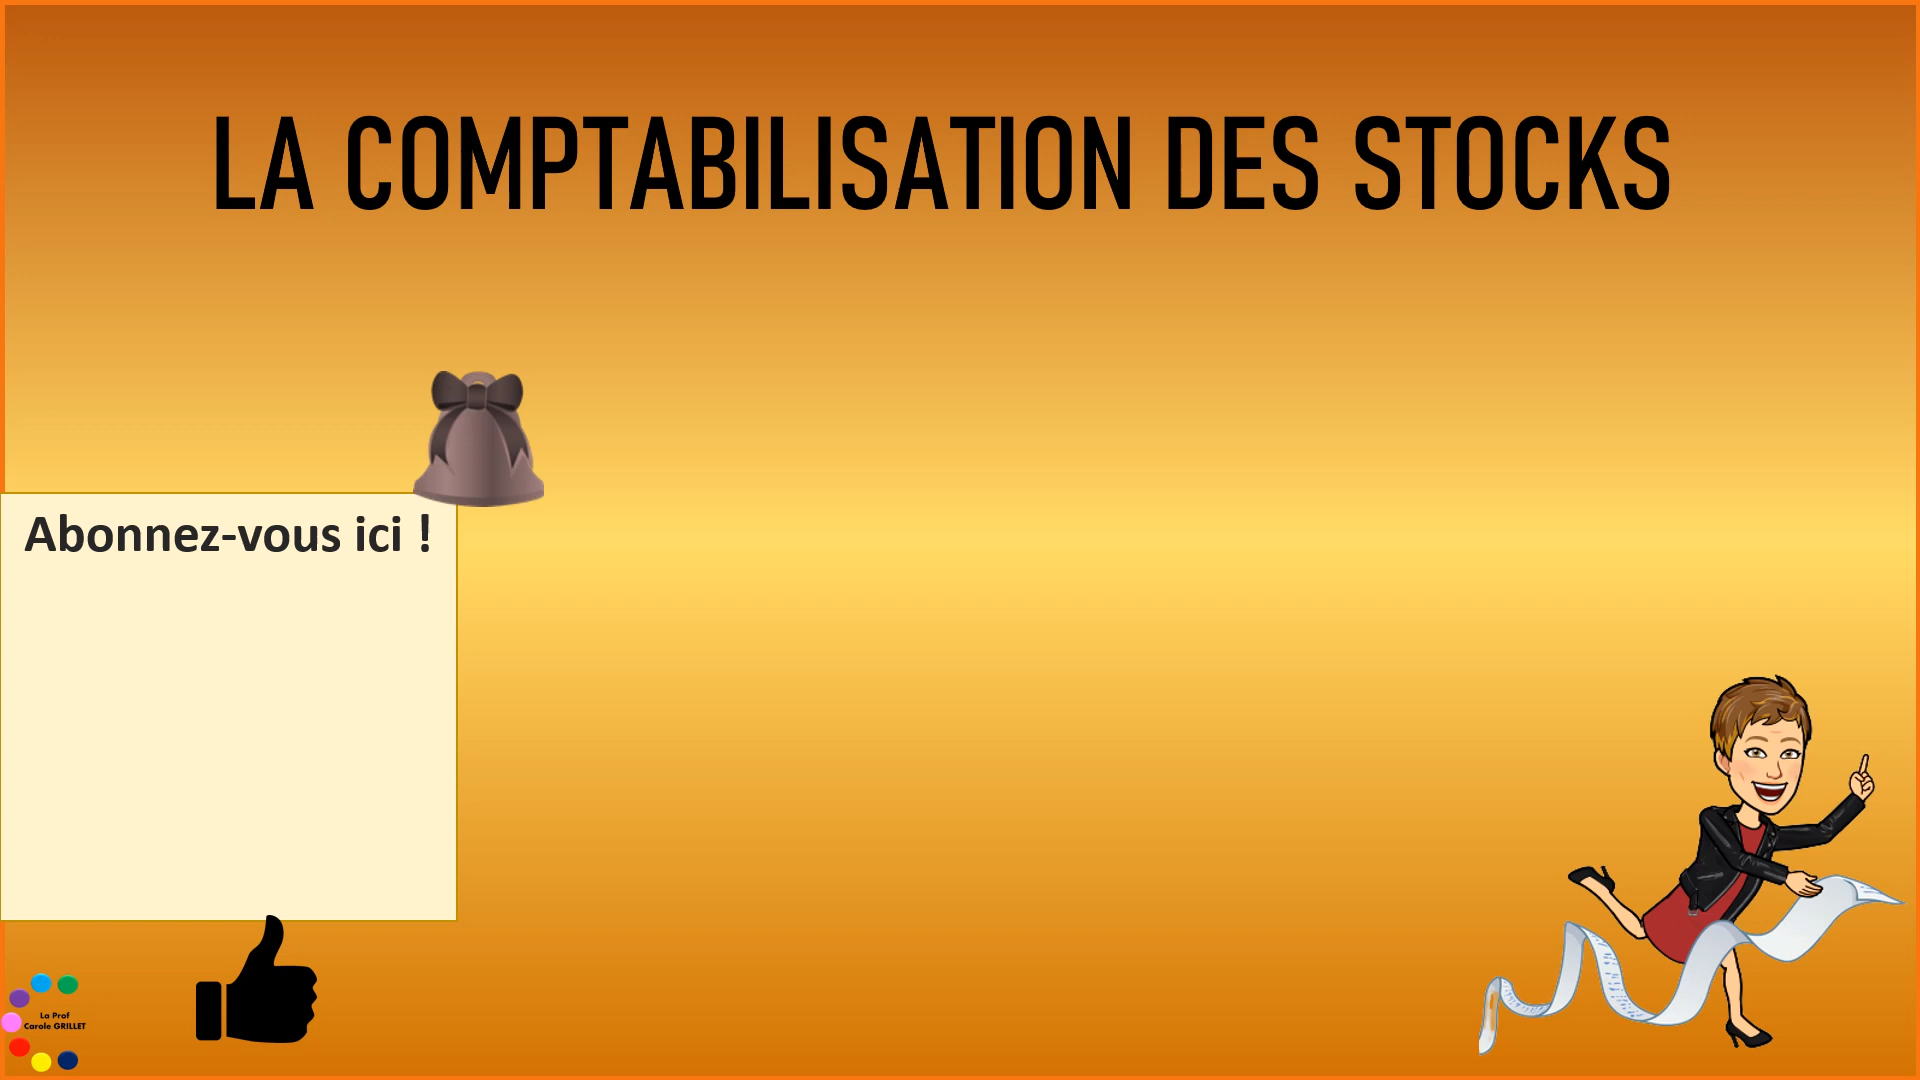 LA COMPTABILISATION DES STOCKS
Abonnez-vous ici !
La Prof
Carole GRILLET